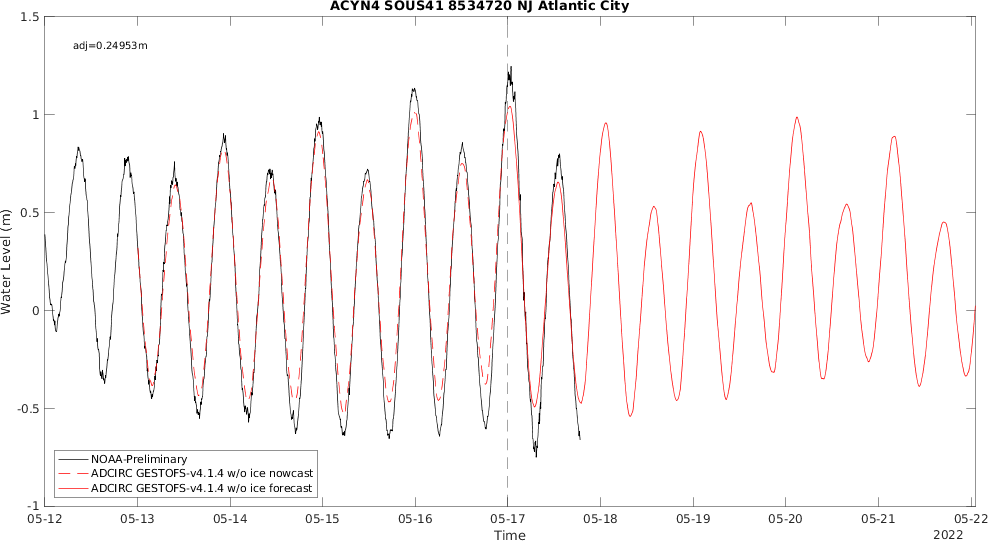 ACYN4 SOUS41 8534720 NJ Atlantic City
1.5
adj=0.24953m
1
0.5
Water Level (m)
0
-0.5
NOAA-Preliminary
ADCIRC GESTOFS-v4.1.4 w/o ice nowcast
ADCIRC GESTOFS-v4.1.4 w/o ice forecast
-1
05-12 05-13 05-14 05-15 05-16 05-17 05-18 05-19 05-20 05-21 05-22
Time 2022